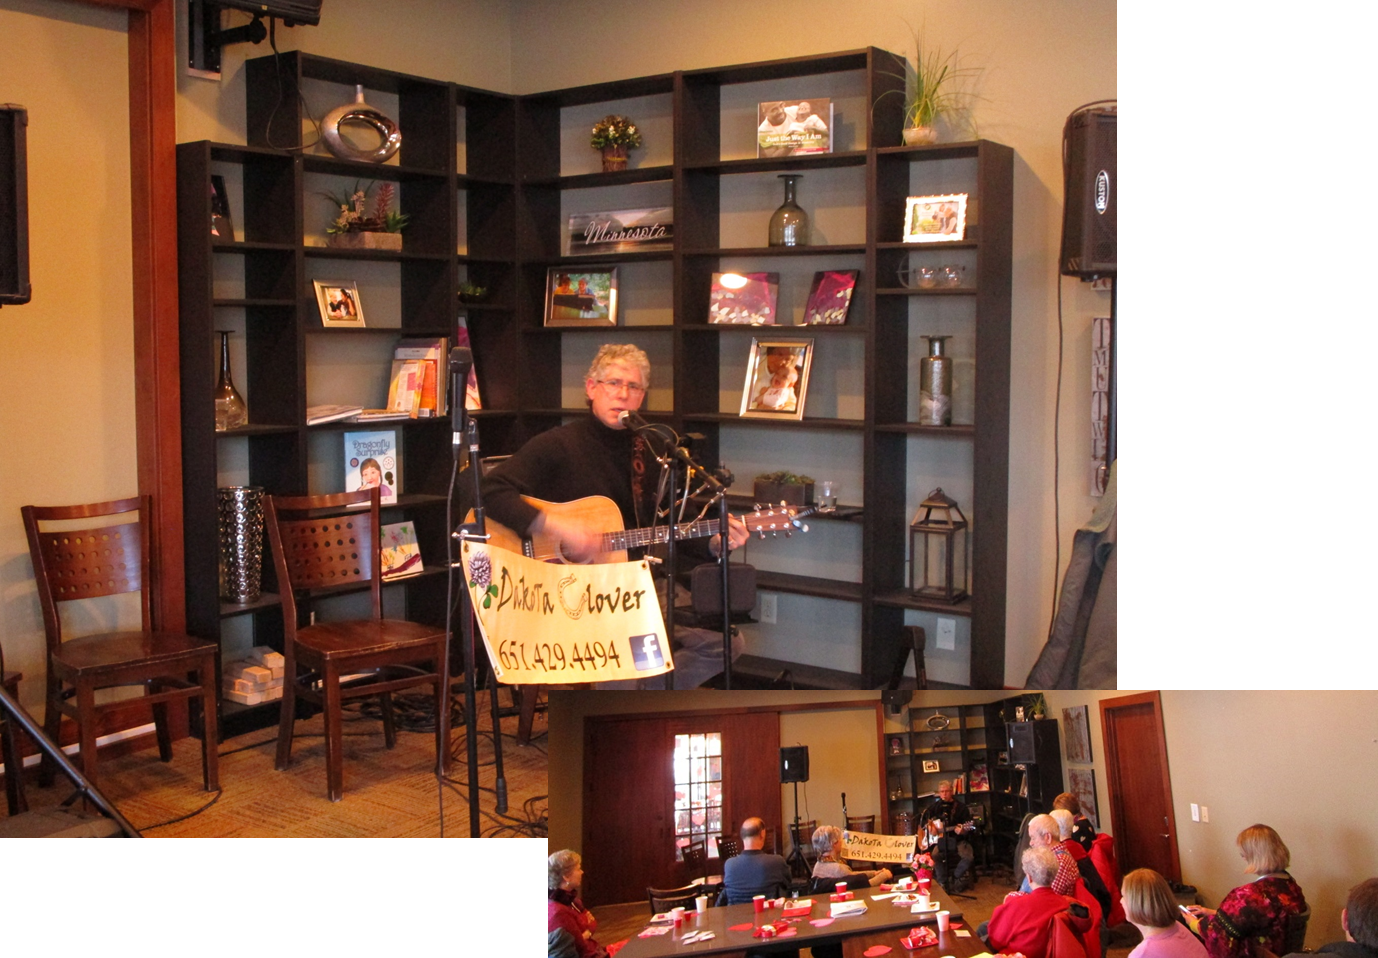 Just the Way I Am
Minnesota
KUSTOM
Dragonfly
Surprise
DakoTa Clover
651.429.4494
f
DakoTa Clover
651.429.4494